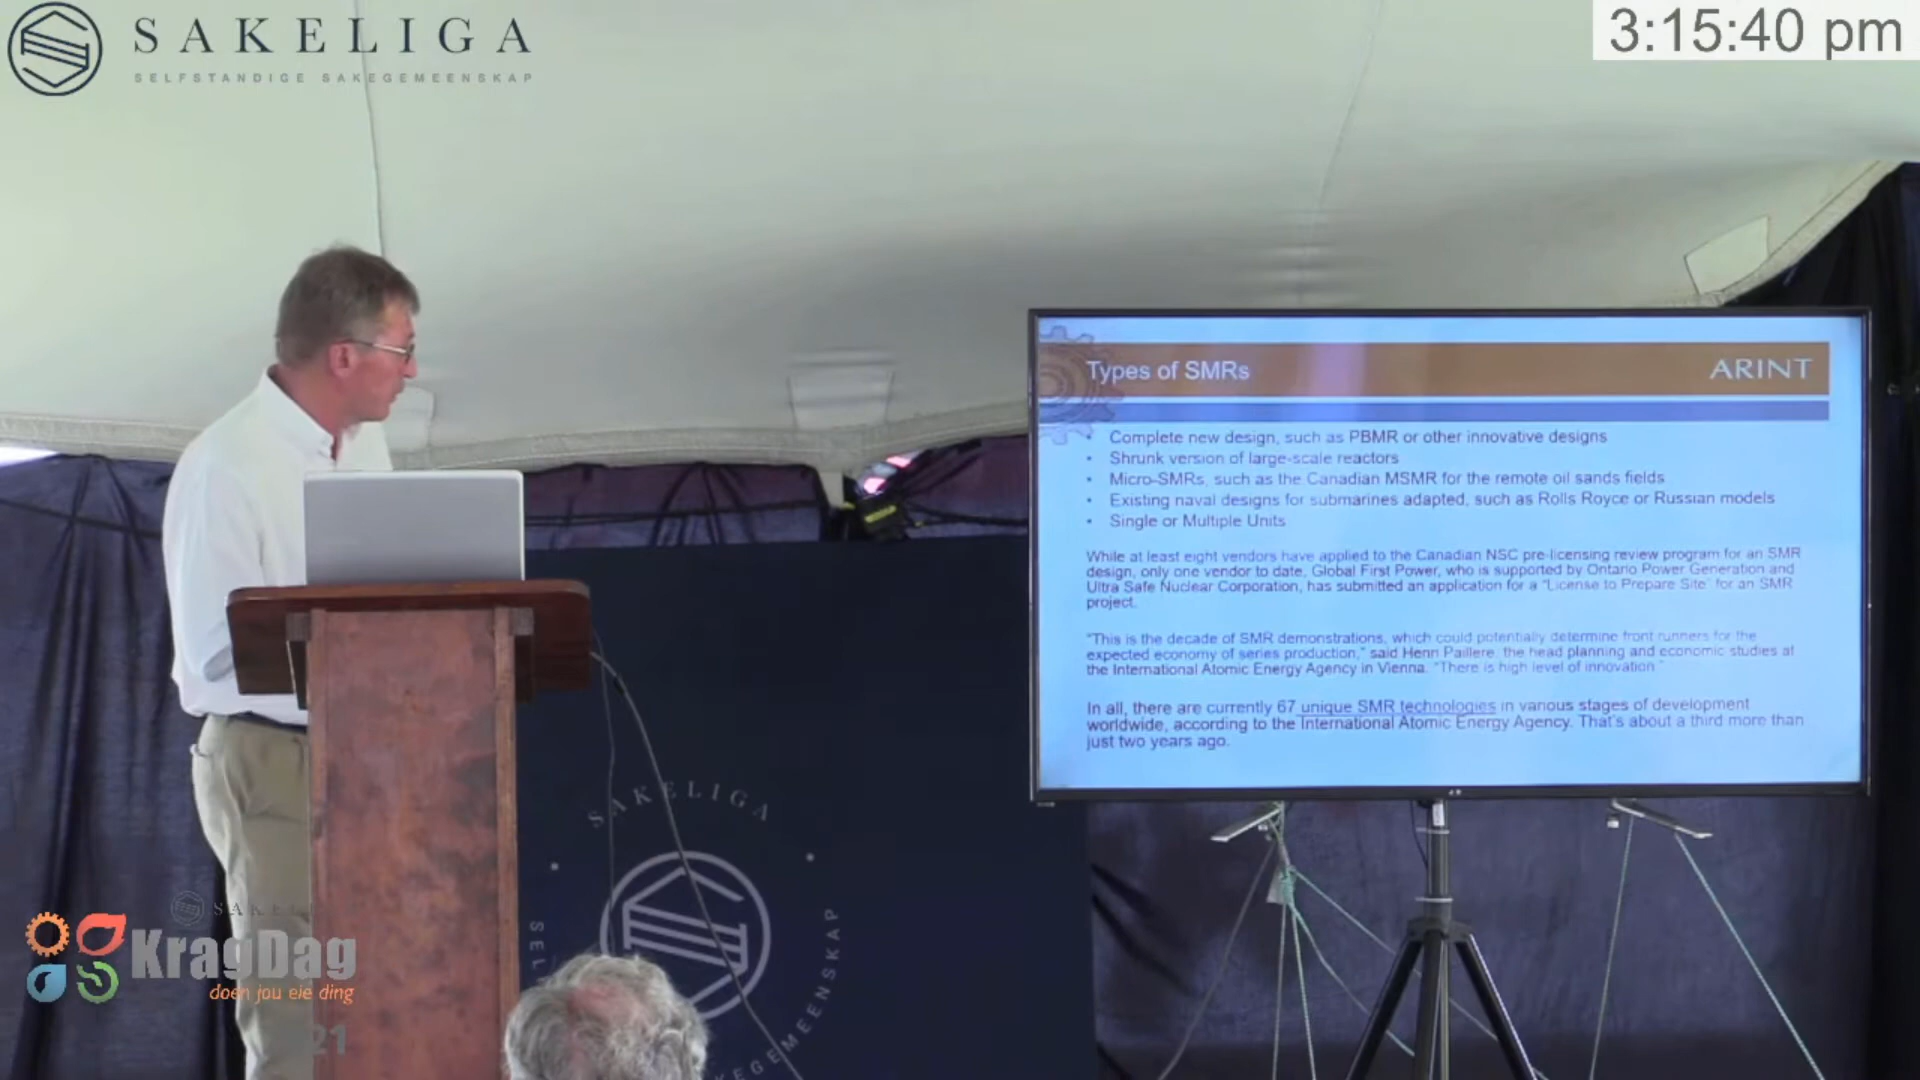 SAKELIGA
SELFSTANDIGE SAKEGEMEENSKAP
3:15:40 pm
Types of SMRs
ARINT
• Complete new design, such as PBMR or other innovative designs
• Shrunk version of large-scale reactors
• Micro-SMRs, such as the Canadian MSMR for the remote oil sands fields
• Existing naval designs for submarines adapted, such as Rolls Royce or Russian models
• Single or Multiple Units
While at least eight vendors have applied to the Canadian NSC pre-licensing review program for an SMR
design, only one vendor to date, Global First Power, who is supported by Ontario Power Generation and
Ultra Safe Nuclear Corporation, has submitted an application for a "License to Prepare Site" for an SMR
project.
"This is the decade of SMR demonstrations, which could potentially determine front runners for the
expected economy of series production," said Henri Paillere, the head planning and economic studies at
the International Atomic Energy Agency in Vienna. "There is high level of innovation."
In all, there are currently 67 unique SMR technologies in various stages of development
worldwide, according to the International Atomic Energy Agency. That's about a third more than
just two years ago.
SAKELIGA
SEL
KEGEMEENSKAP
SAKELI
KragDag
doen jou eie ding
21